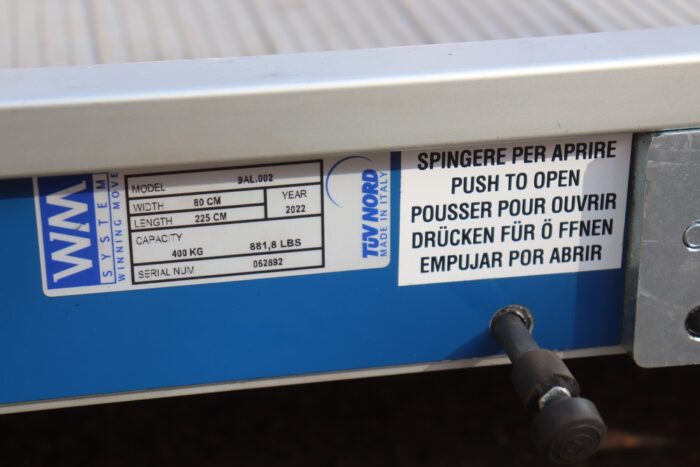 WM
SYSTEM
WINNING MOVE
MODEL 9AL.002
WIDTH 80 CM YEAR
LENGTH 225 CM 2022
CAPACITY
400 KG 881,8 LBS
SERIAL NUM 062892
TÜV NORD
MADE IN ITALY
SPINGERE PER APRIRE
PUSH TO OPEN
POUSSER POUR OUVRIR
DRÜCKEN FÜR Ö FFNEN
EMPUJAR POR ABRIR